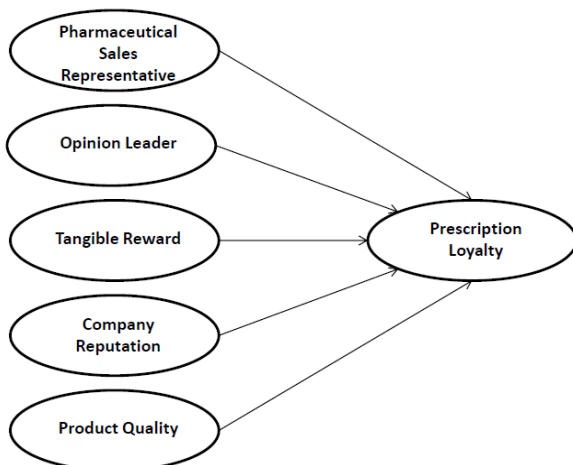 Pharmaceutical
Sales
Representative
Opinion Leader
Tangible Reward
Prescription
Loyalty
Company
Reputation
Product Quality